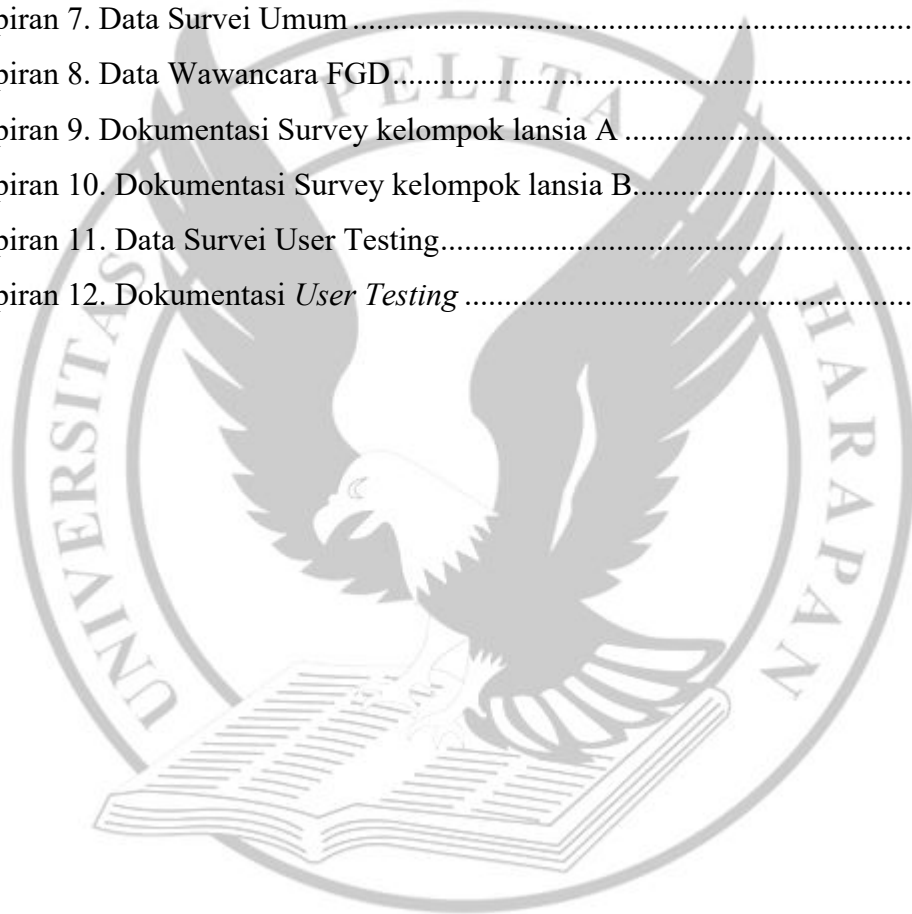 piran 7. Data Survei Umum
piran 8. Data Wawancara FGD
piran 9. Dokumentasi Survey kelompok lansia A
piran 10. Dokumentasi Survey kelompok lansia B
piran 11. Data Survei User Testing
piran 12. Dokumentasi User Testing
UNIVERSITAS PELITA HARAPAN